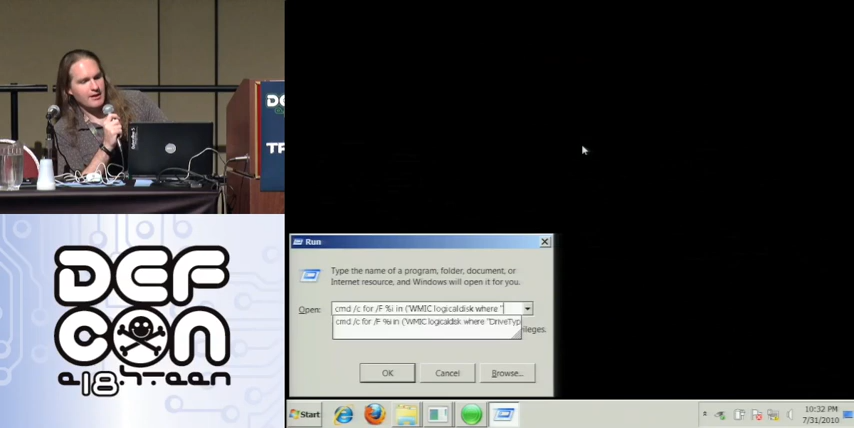 DEF
CON
e18hteen
Run
Type the name of a program, folder, document, or
Internet resource, and Windows will open it for you.
Open:
cmd /c for /F %i in ('WMIC logicaldisk where "
cmd /c for /F %i in ('WMIC logicaldisk where "DriveTyp
ileges.
OK
Cancel
Browse...
Start
10:32 PM
7/31/2010